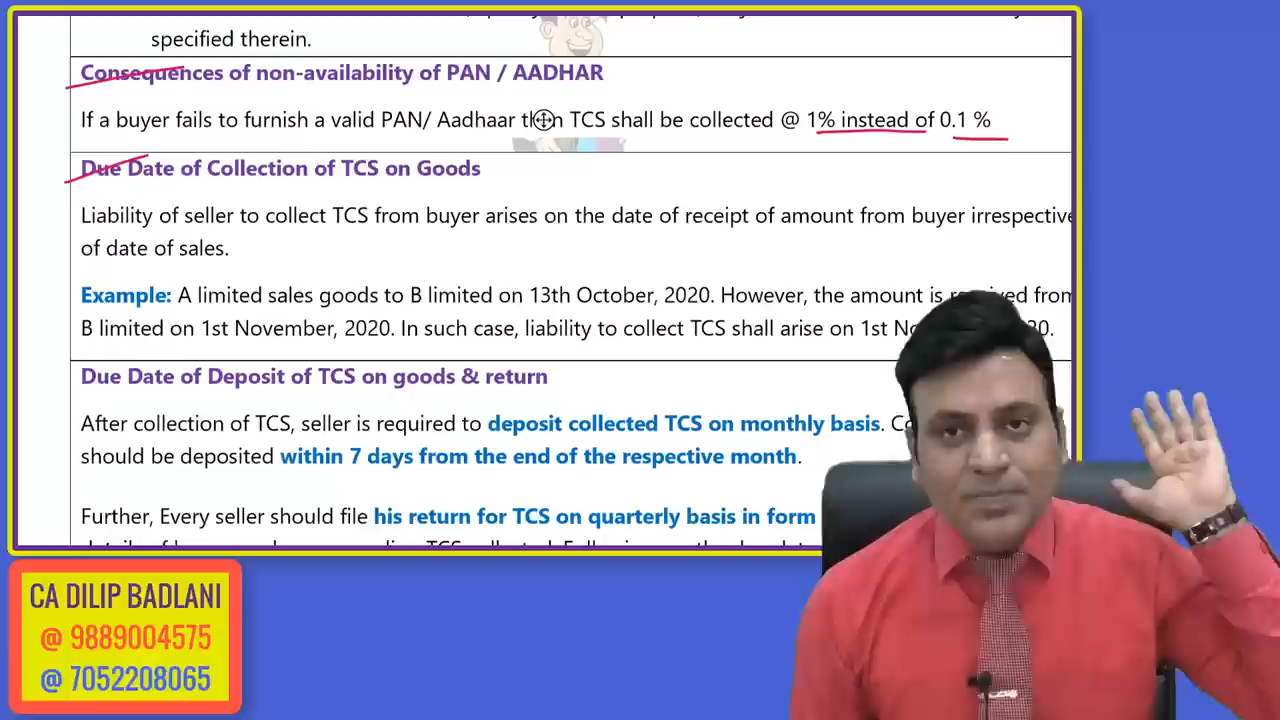 specified therein.
Consequences of non-availability of PAN / AADHAR
If a buyer fails to furnish a valid PAN/ Aadhaar then TCS shall be collected @ 1% instead of 0.1 %
Due Date of Collection of TCS on Goods
Liability of seller to collect TCS from buyer arises on the date of receipt of amount from buyer irrespective
of date of sales.
Example: A limited sales goods to B limited on 13th October, 2020. However, the amount is received from
B limited on 1st November, 2020. In such case, liability to collect TCS shall arise on 1st 20.
Due Date of Deposit of TCS on goods & return
After collection of TCS, seller is required to deposit collected TCS on monthly basis.
should be deposited within 7 days from the end of the respective month.
Further, Every seller should file his return for TCS on quarterly basis in form
CA DILIP BADLANI
@ 9889004575
@ 7052208065